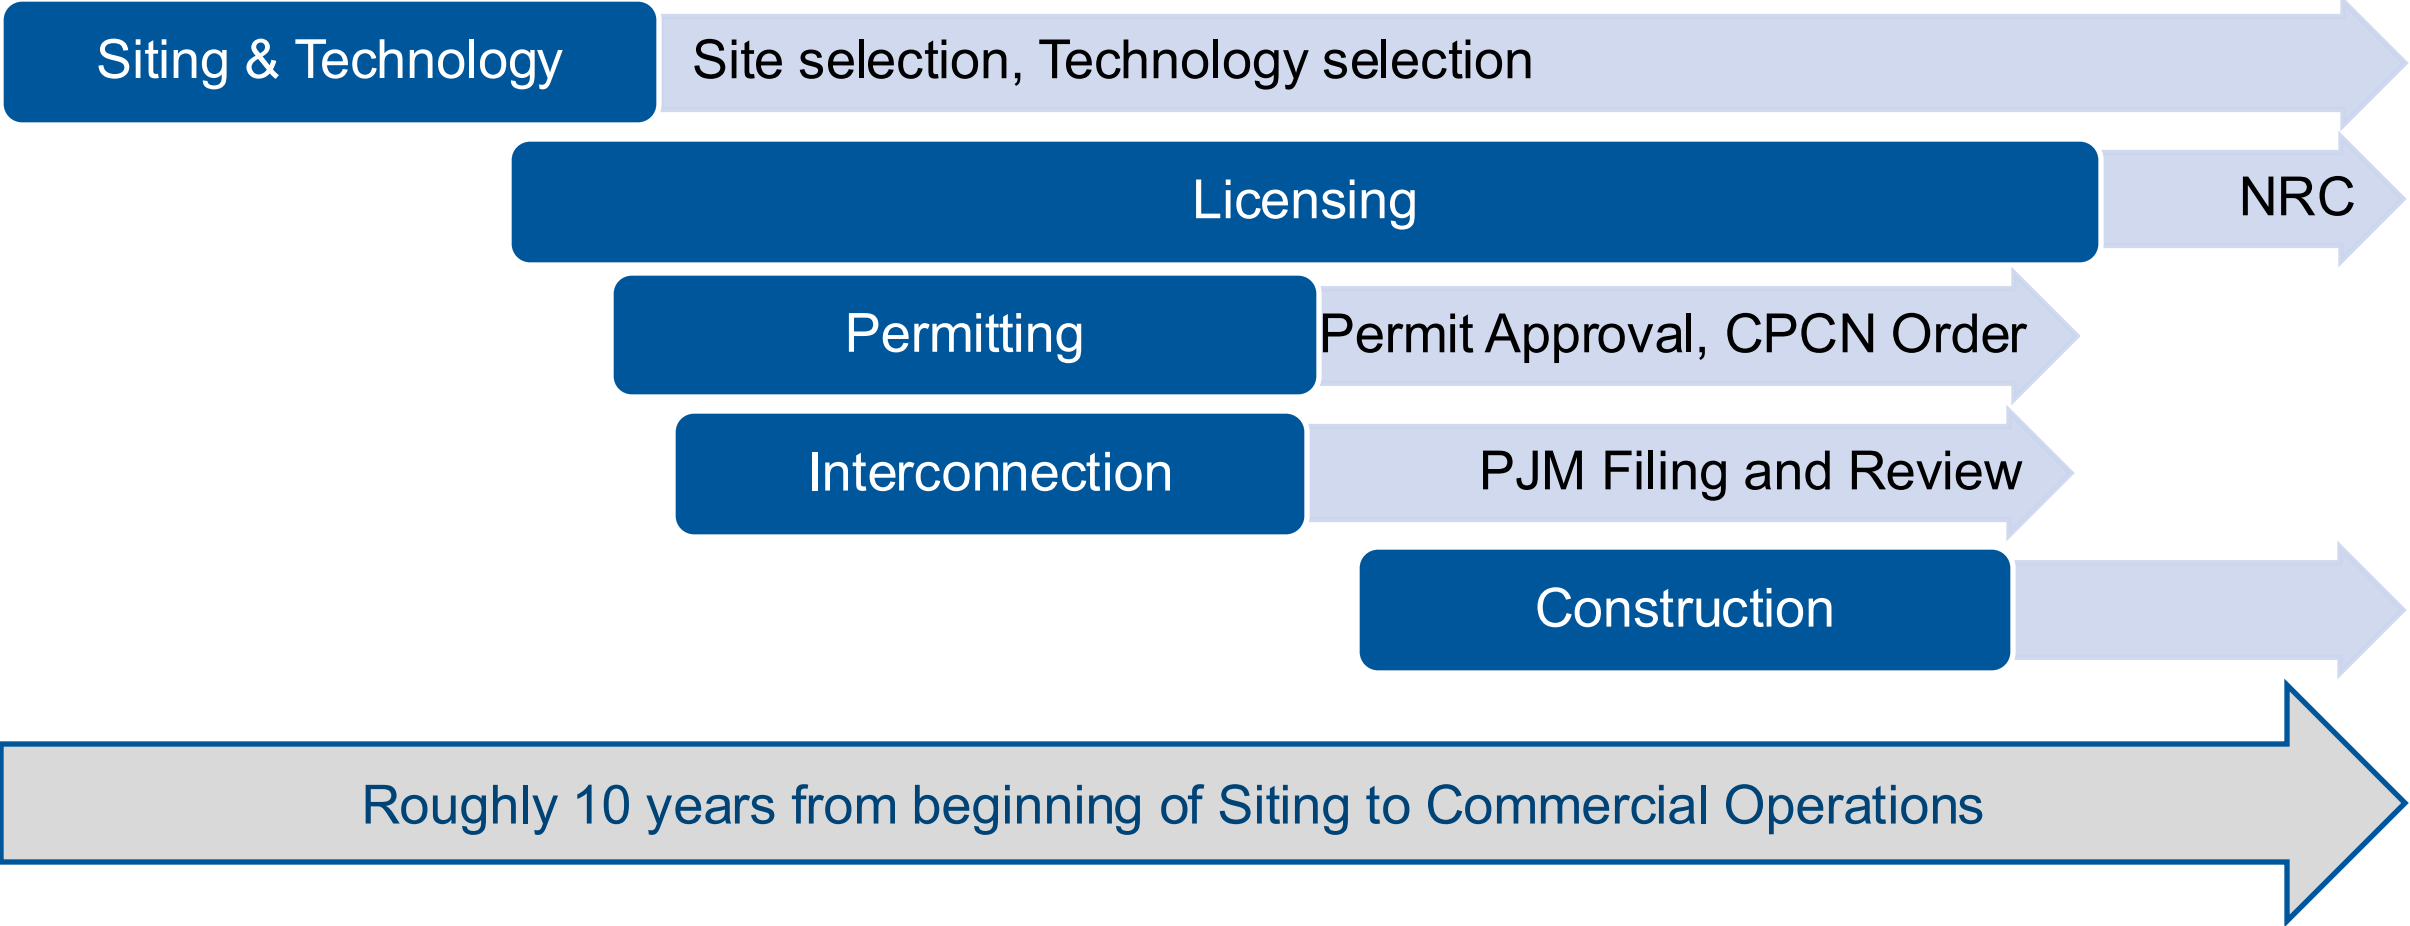 Siting & Technology
Site selection, Technology selection
Licensing
NRC
Permitting
Permit Approval, CPCN Order
Interconnection
PJM Filing and Review
Construction
Roughly 10 years from beginning of Siting to Commercial Operations